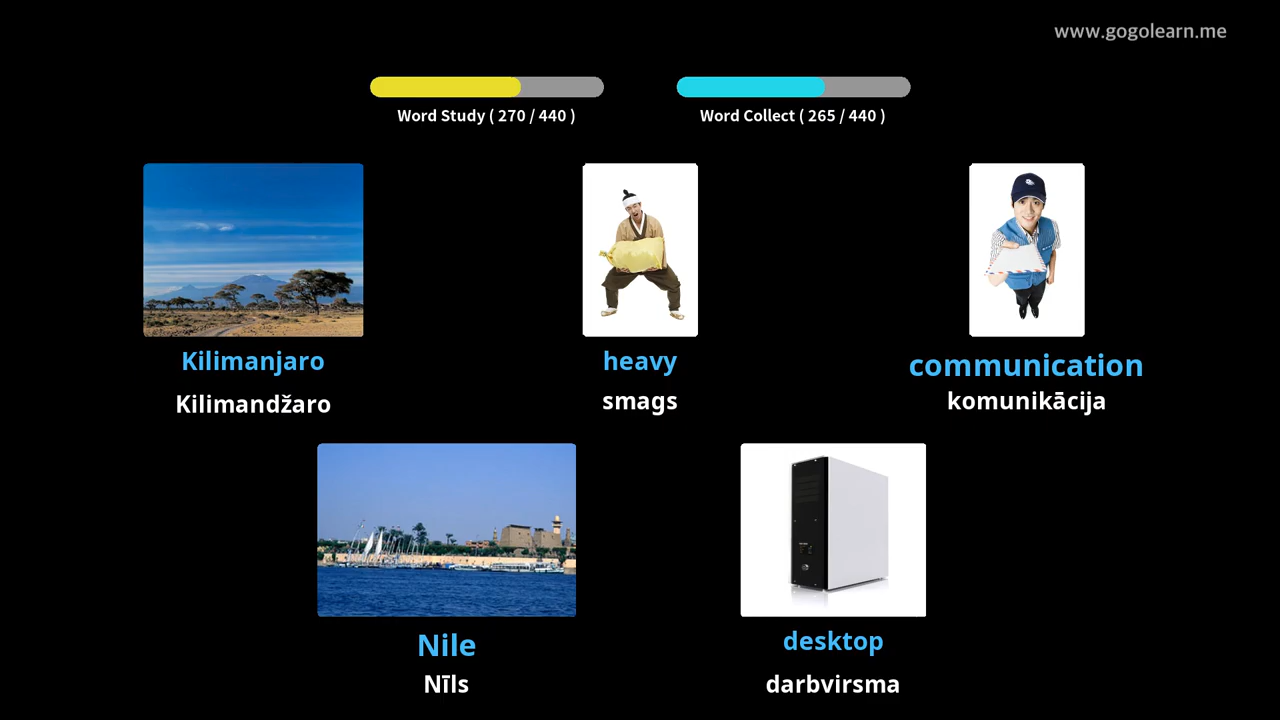 www.gogolearn.me
Word Study ( 270 / 440 )
Word Collect ( 265 / 440 )
Kilimanjaro
Kilimandžaro
heavy
smags
communication
komunikācija
Nile
Nīls
desktop
darbvirsma